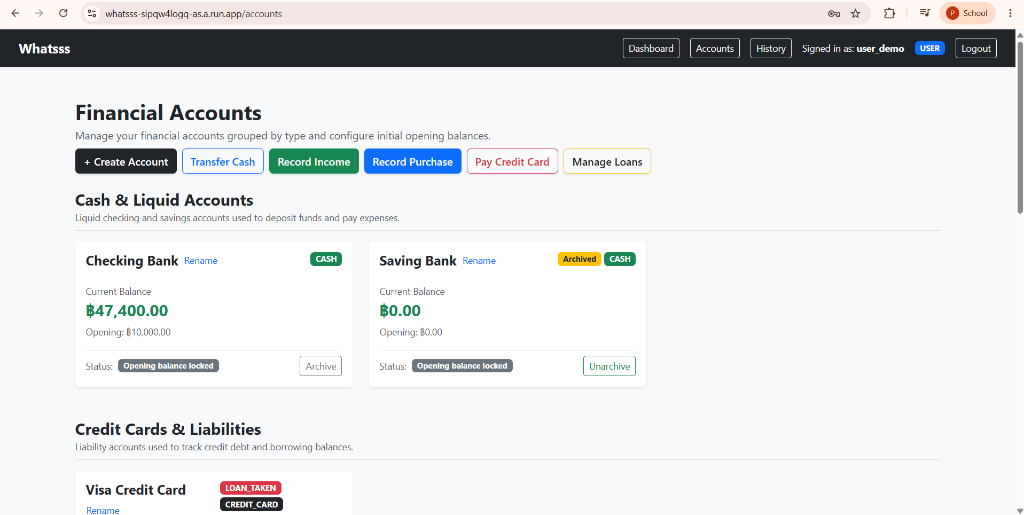 whatsss-sipqw4logq-as.a.run.app/accounts
P School
Whatsss
Dashboard Accounts History Signed in as: user_demo USER Logout
Financial Accounts
Manage your financial accounts grouped by type and configure initial opening balances.
+ Create Account Transfer Cash Record Income Record Purchase Pay Credit Card Manage Loans
Cash & Liquid Accounts
Liquid checking and savings accounts used to deposit funds and pay expenses.
Checking Bank Rename CASH
Current Balance
฿47,400.00
Opening: ฿10,000.00
Status: Opening balance locked Archive
Saving Bank Rename Archived CASH
Current Balance
฿0.00
Opening: ฿0.00
Status: Opening balance locked Unarchive
Credit Cards & Liabilities
Liability accounts used to track credit debt and borrowing balances.
Visa Credit Card LOAN_TAKEN
CREDIT_CARD
Rename